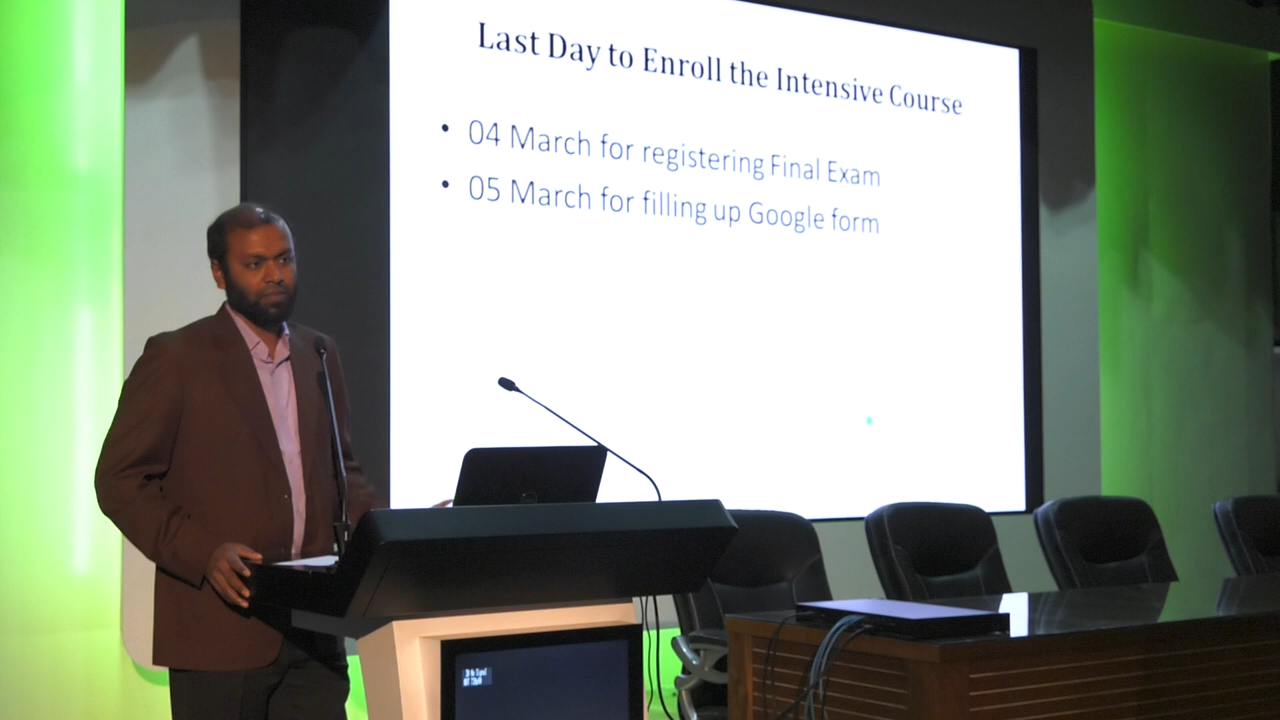 Last Day to Enroll the Intensive Course
• 04 March for registering Final Exam
• 05 March for filling up Google form